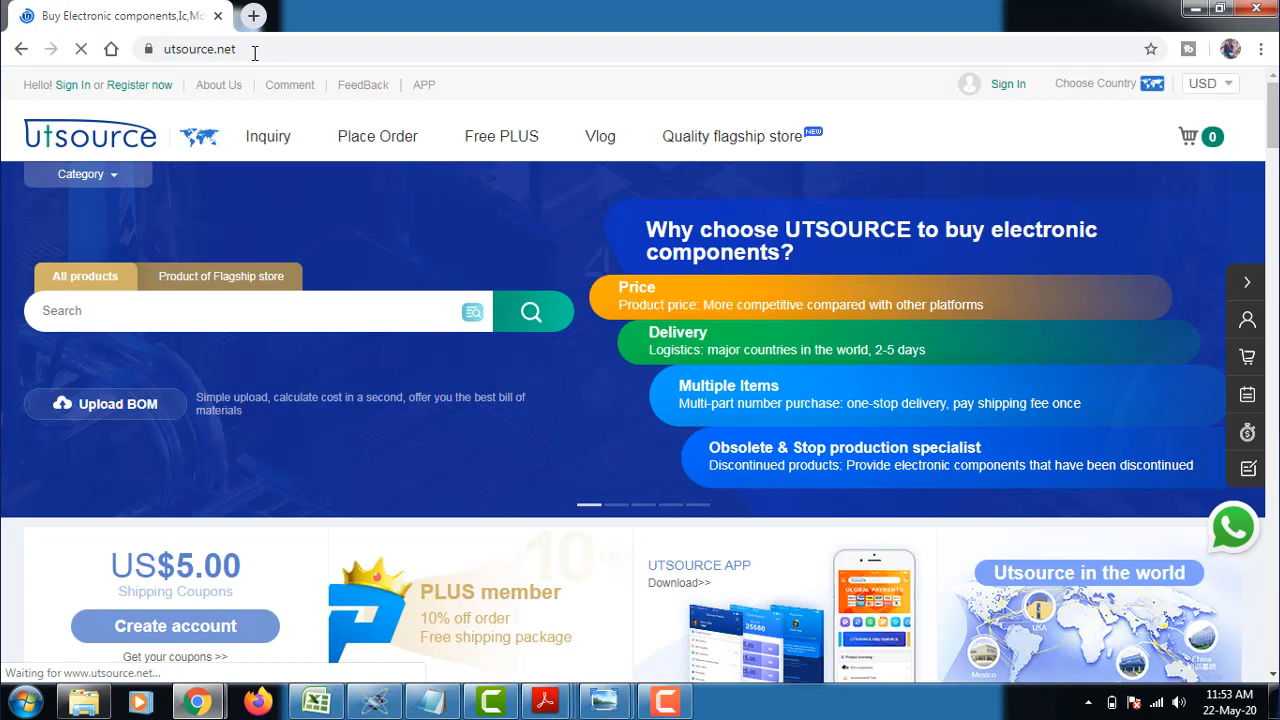 Buy Electronic components,Ic,Mc
utsource.net
Hello! Sign In or Register now
About Us
Comment
FeedBack
APP
Sign In
Choose Country
USD
utsource
Inquiry
Place Order
Free PLUS
Vlog
Quality flagship store NEW
0
Category
Why choose UTSOURCE to buy electronic
components?
All products
Product of Flagship store
Search
Price
Product price: More competitive compared with other platforms
Delivery
Logistics: major countries in the world, 2-5 days
Multiple Items
Multi-part number purchase: one-stop delivery, pay shipping fee once
Obsolete & Stop production specialist
Discontinued products: Provide electronic components that have been discontinued
Upload BOM
Simple upload, calculate cost in a second, offer you the best bill of
materials
US$5.00
Shipping Coupons
Create account
Get your coupons >>
PLUS member
10% off order
Free shipping package
UTSOURCE APP
Download>>
GLOBAL PAYMENTS
25580
Utsource in the world
USA
Mexico
China
Waiting for www.utsource.net...
11:53 AM
22-May-20